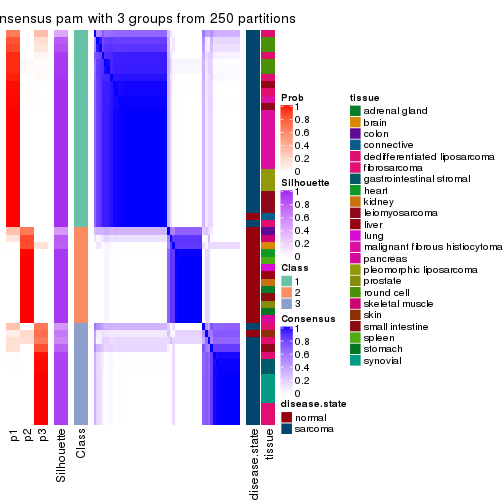 nsensus pam with 3 groups from 250 partitions
Prob
1
0.8
0.6
0.4
0.2
0
Silhouette
1
0.8
0.6
0.4
0.2
0
Class
1
2
3
Consensus
1
0.8
0.6
0.4
0.2
0
disease.state
normal
sarcoma
tissue
adrenal gland
brain
colon
connective
dedifferentiated liposarcoma
fibrosarcoma
gastrointestinal stromal
heart
kidney
leiomyosarcoma
liver
lung
malignant fibrous histiocytoma
pancreas
pleomorphic liposarcoma
prostate
round cell
skeletal muscle
skin
small intestine
spleen
stomach
synovial
p1
p2
p3
Silhouette
Class
disease.state
tissue